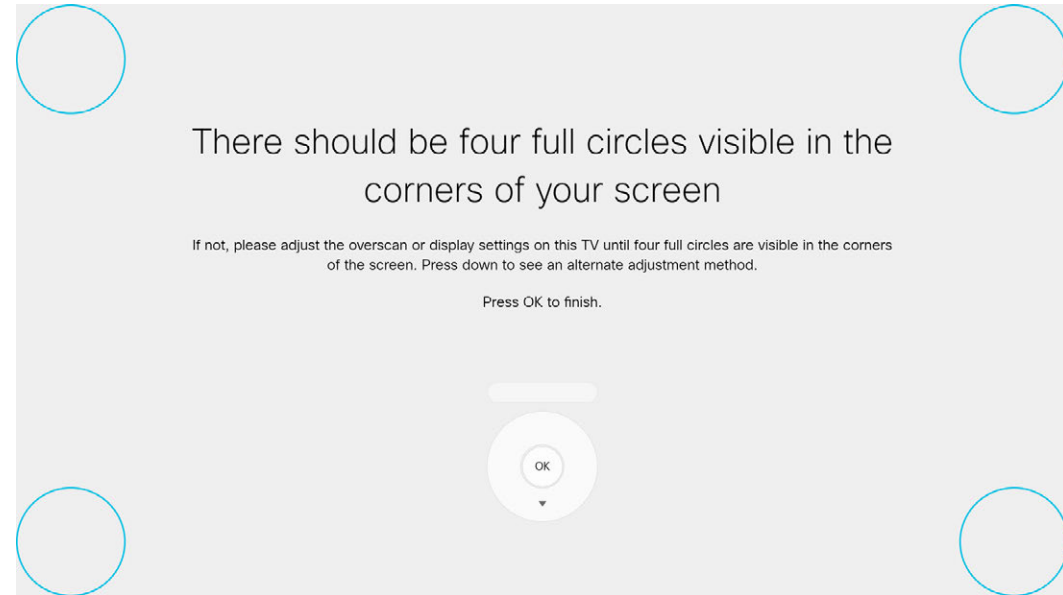 There should be four full circles visible in the
corners of your screen
If not, please adjust the overscan or display settings on this TV until four full circles are visible in the corners
of the screen. Press down to see an alternate adjustment method.
Press OK to finish.
OK